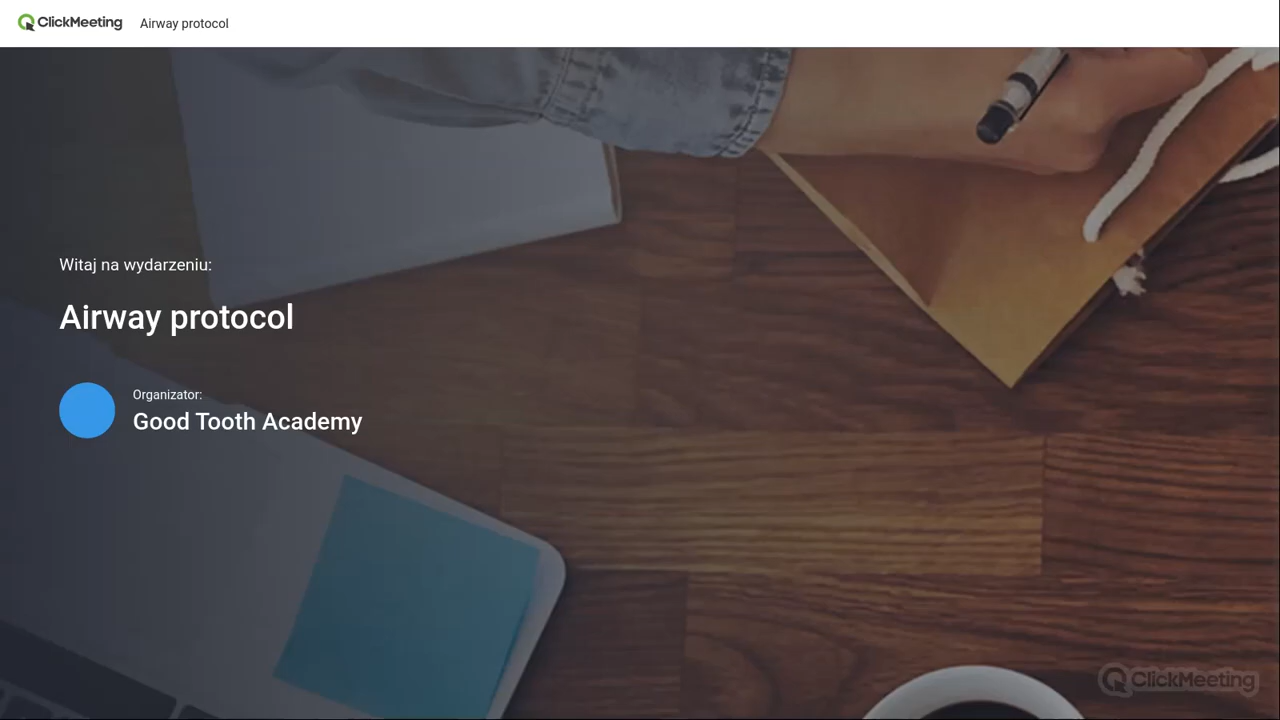 ClickMeeting Airway protocol
Witaj na wydarzeniu:
Airway protocol
Organizator:
Good Tooth Academy
ClickMeeting